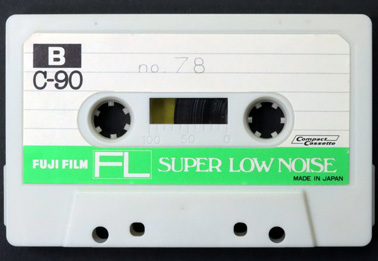 B
C-90
no. 78
100 50 0
Compact
Cassette
FUJI FILM FL SUPER LOW NOISE
MADE IN JAPAN